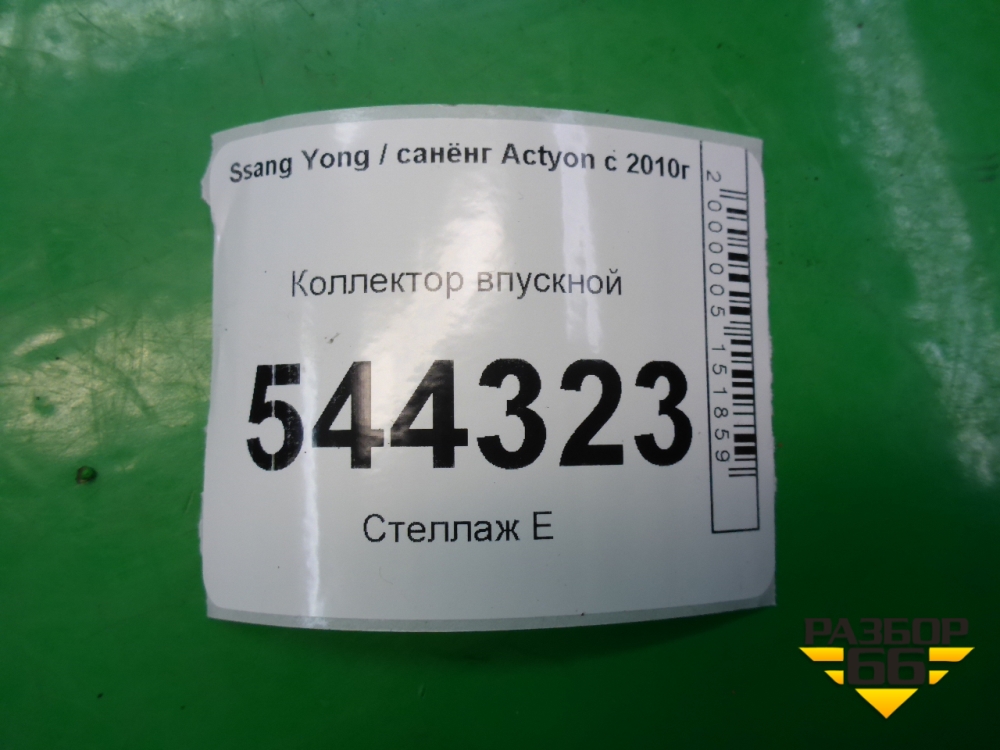 Ssang Yong / санёнг Actyon с 2010г
Коллектор впускной
544323
Стеллаж Е
2000005151859
РАЗБОР
66